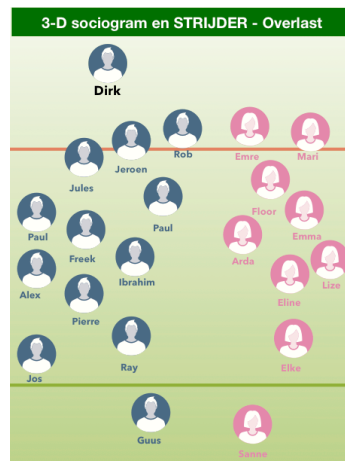 3-D sociogram en STRIJDER - Overlast
Dirk
Rob
Emre
Mari
Jeroen
Jules
Floor
Paul
Paul
Emma
Freek
Arda
Ibrahim
Lize
Alex
Eline
Pierre
Ray
Elke
Jos
Guus
Sanne